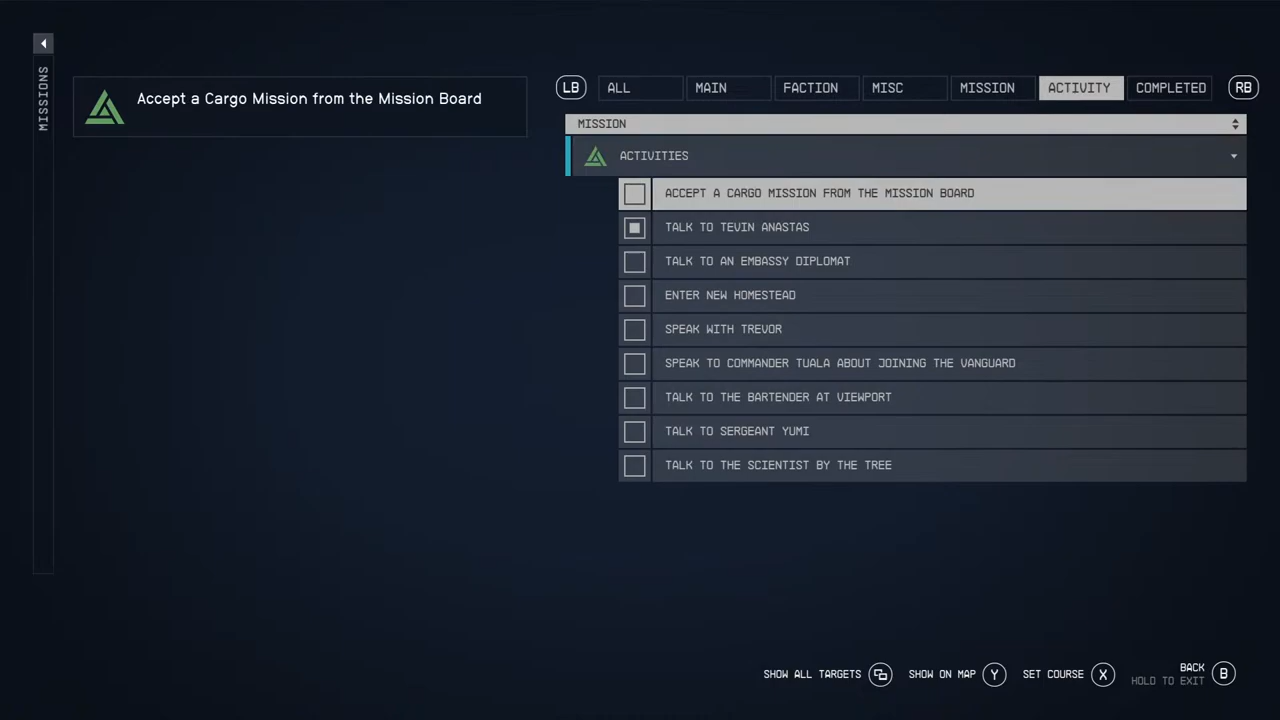 MISSIONS
Accept a Cargo Mission from the Mission Board
LB ALL MAIN FACTION MISC MISSION ACTIVITY COMPLETED RB
MISSION
ACTIVITIES
ACCEPT A CARGO MISSION FROM THE MISSION BOARD
TALK TO TEVIN ANASTAS
TALK TO AN EMBASSY DIPLOMAT
ENTER NEW HOMESTEAD
SPEAK WITH TREVOR
SPEAK TO COMMANDER TUALA ABOUT JOINING THE VANGUARD
TALK TO THE BARTENDER AT VIEWPORT
TALK TO SERGEANT YUMI
TALK TO THE SCIENTIST BY THE TREE
SHOW ALL TARGETS SHOW ON MAP Y SET COURSE X BACK B
HOLD TO EXIT